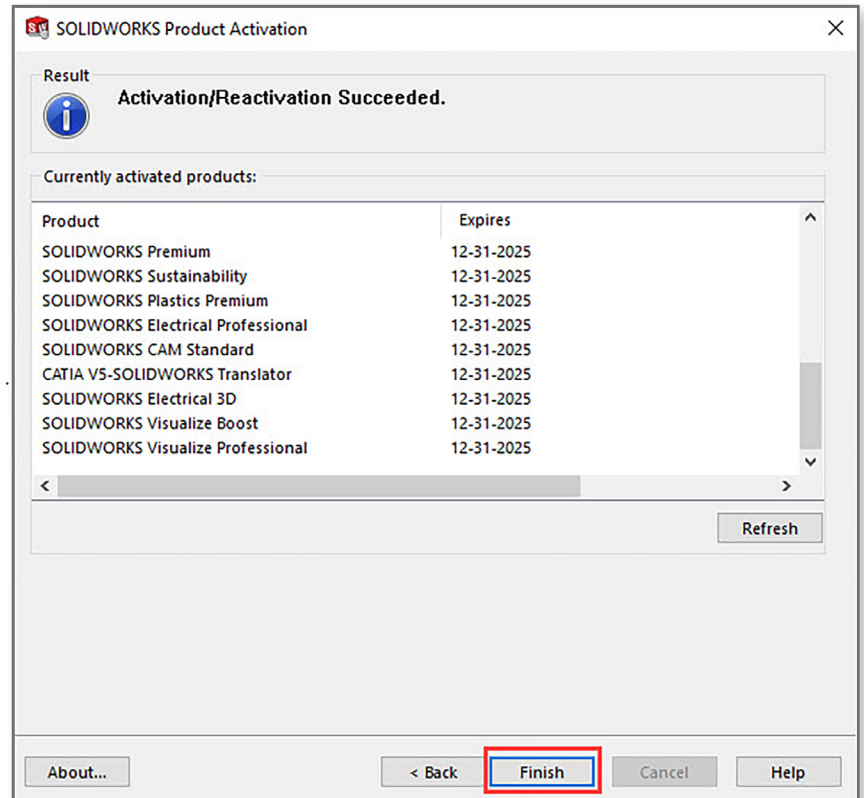 SOLIDWORKS Product Activation
Result
Activation/Reactivation Succeeded.
Currently activated products:
Product Expires
SOLIDWORKS Premium 12-31-2025
SOLIDWORKS Sustainability 12-31-2025
SOLIDWORKS Plastics Premium 12-31-2025
SOLIDWORKS Electrical Professional 12-31-2025
SOLIDWORKS CAM Standard 12-31-2025
CATIA V5-SOLIDWORKS Translator 12-31-2025
SOLIDWORKS Electrical 3D 12-31-2025
SOLIDWORKS Visualize Boost 12-31-2025
SOLIDWORKS Visualize Professional 12-31-2025
Refresh
About... < Back Finish Cancel Help